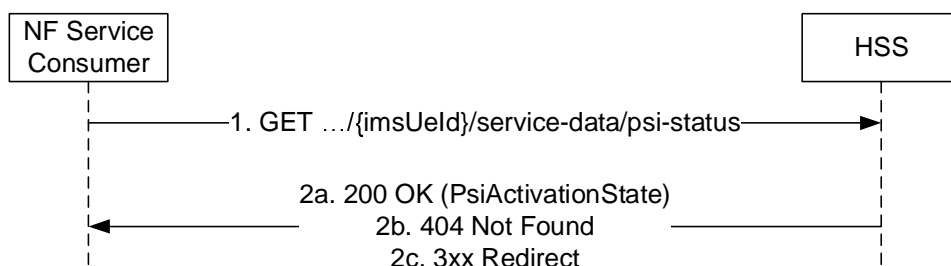 NF Service
Consumer
HSS
1. GET …/{imsUeId}/service-data/psi-status
2a. 200 OK (PsiActivationState)
2b. 404 Not Found
2c. 3xx Redirect